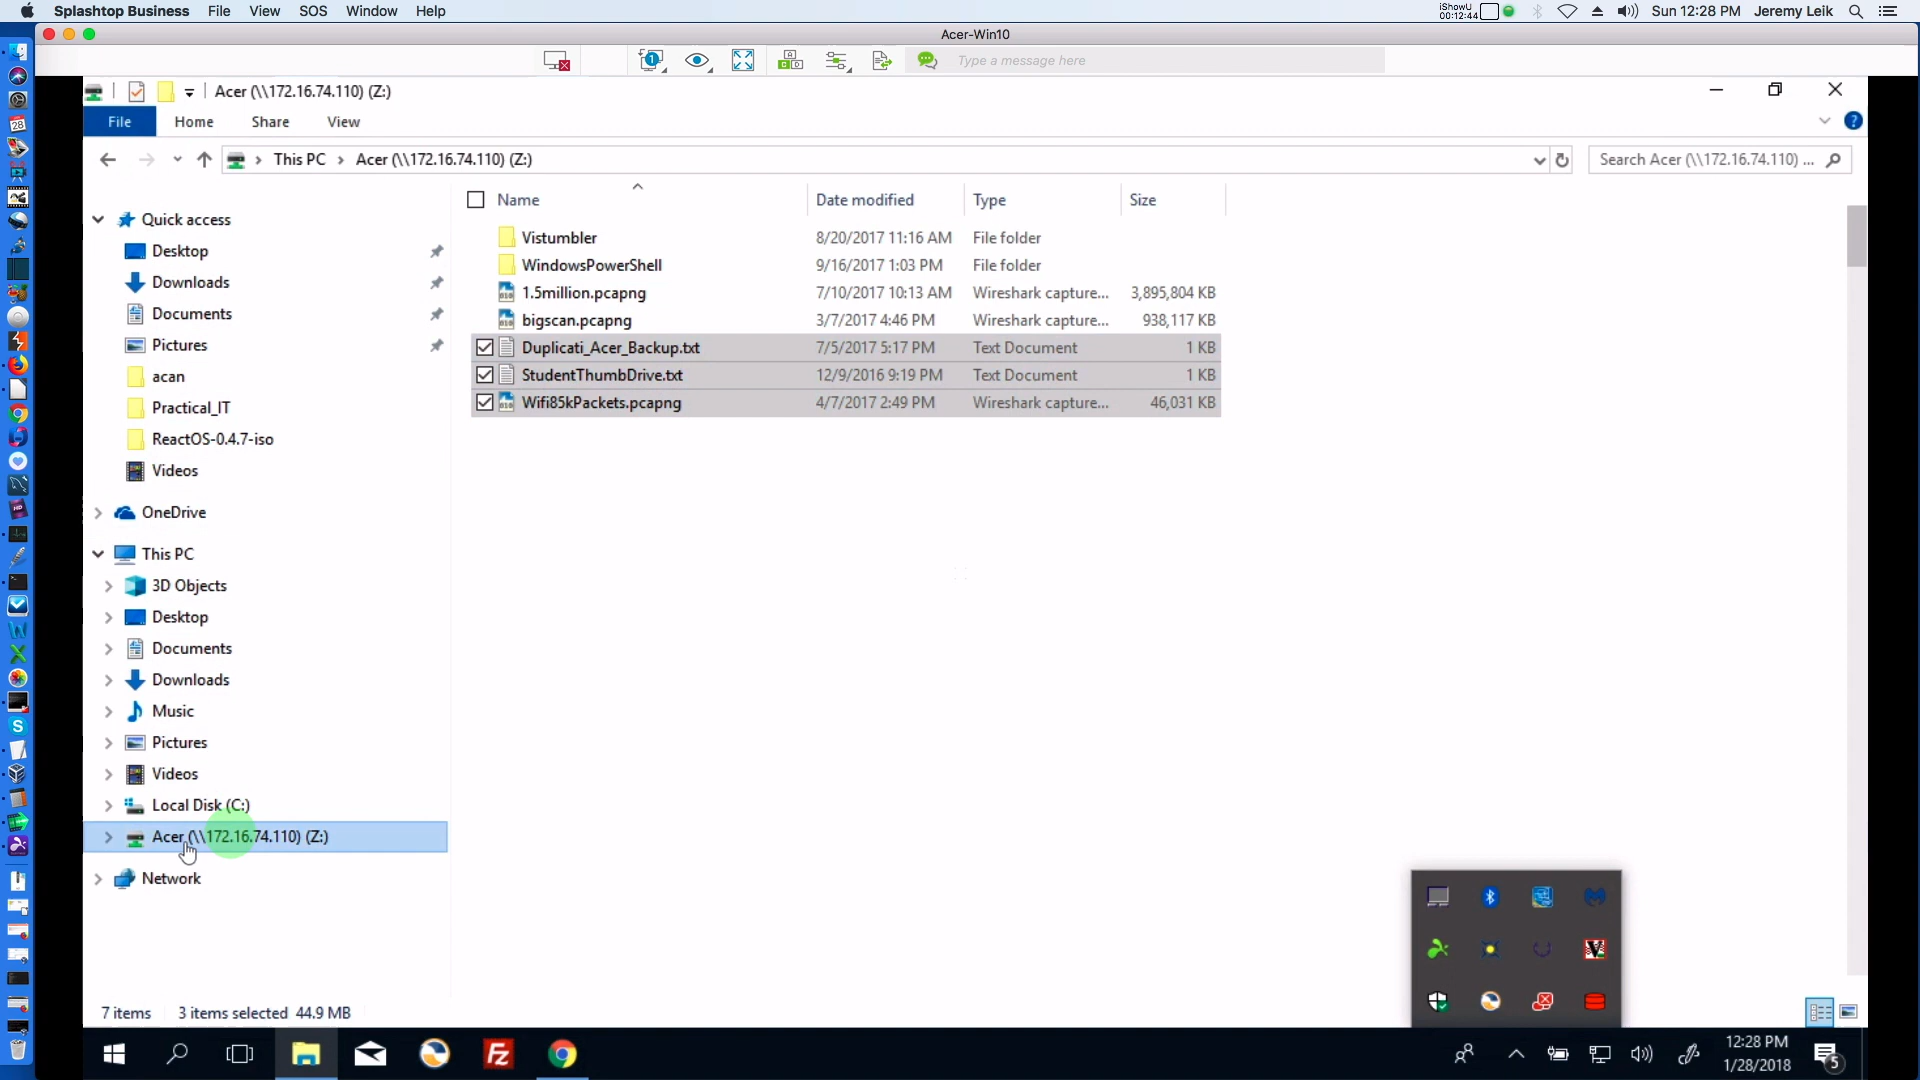 Splashtop Business File View SOS Window Help
iShowU 00:12:44 Sun 12:28 PM Jeremy Leik
Acer-Win10
1 Type a message here
Acer (\\172.16.74.110) (Z:)
File Home Share View
This PC Acer (\\172.16.74.110) (Z:) Search Acer (\\172.16.74.110) ...
Name Date modified Type Size
Quick access
Desktop
Downloads
Documents
Pictures
acan
Practical_IT
ReactOS-0.4.7-iso
Videos
OneDrive
This PC
3D Objects
Desktop
Documents
Downloads
Music
Pictures
Videos
Local Disk (C:)
Acer (\\172.16.74.110) (Z:)
Network
Vistumbler 8/20/2017 11:16 AM File folder
WindowsPowerShell 9/16/2017 1:03 PM File folder
1.5million.pcapng 7/10/2017 10:13 AM Wireshark capture... 3,895,804 KB
bigscan.pcapng 3/7/2017 4:46 PM Wireshark capture... 938,117 KB
Duplicati_Acer_Backup.txt 7/5/2017 5:17 PM Text Document 1 KB
StudentThumbDrive.txt 12/9/2016 9:19 PM Text Document 1 KB
Wifi85kPackets.pcapng 4/7/2017 2:49 PM Wireshark capture... 46,031 KB
7 items 3 items selected 44.9 MB
Fz
12:28 PM
1/28/2018
5